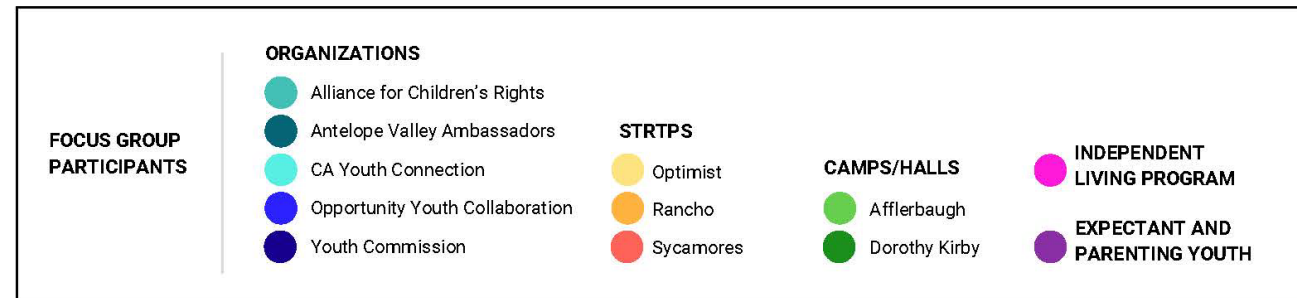 FOCUS GROUP
PARTICIPANTS
ORGANIZATIONS
Alliance for Children's Rights
Antelope Valley Ambassadors
CA Youth Connection
Opportunity Youth Collaboration
Youth Commission
STRTPS
Optimist
Rancho
Sycamores
CAMPS/HALLS
Afflerbaugh
Dorothy Kirby
INDEPENDENT
LIVING PROGRAM
EXPECTANT AND
PARENTING YOUTH